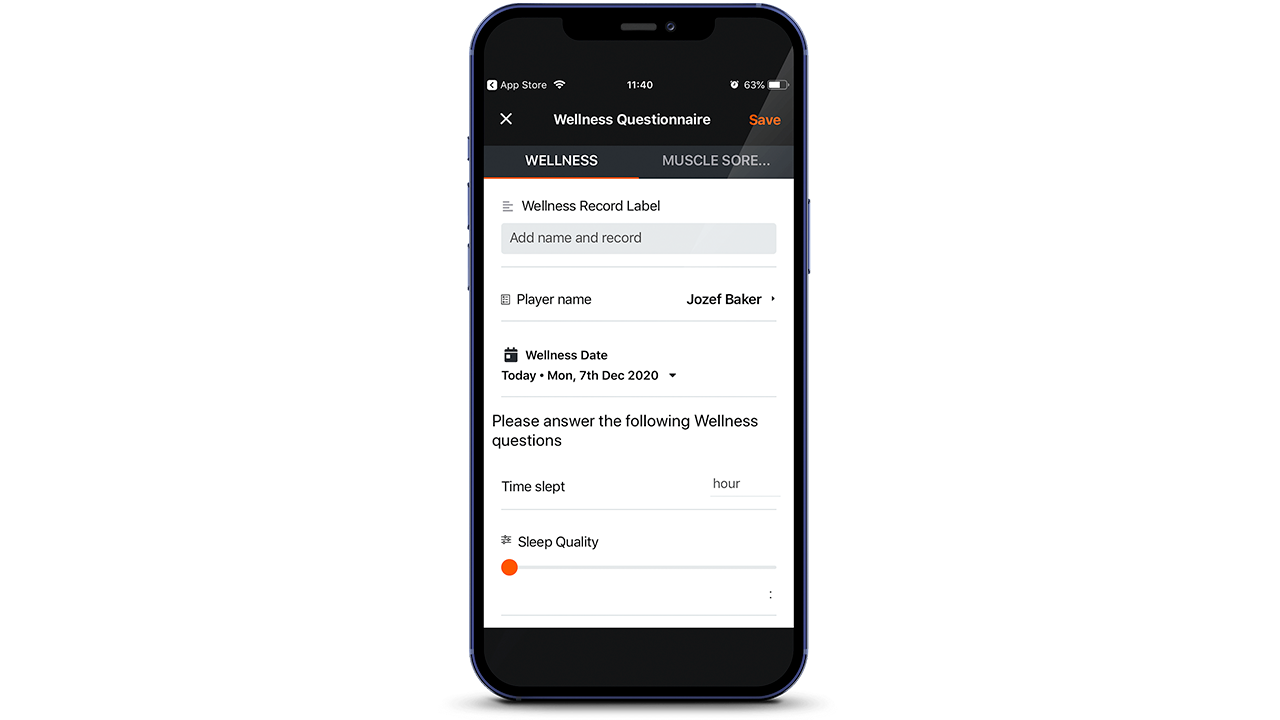 App Store 11:40 63%
Wellness Questionnaire Save
WELLNESS MUSCLE SORE...
Wellness Record Label
Add name and record
Player name Jozef Baker
Wellness Date
Today • Mon, 7th Dec 2020
Please answer the following Wellness
questions
Time slept hour
Sleep Quality
: